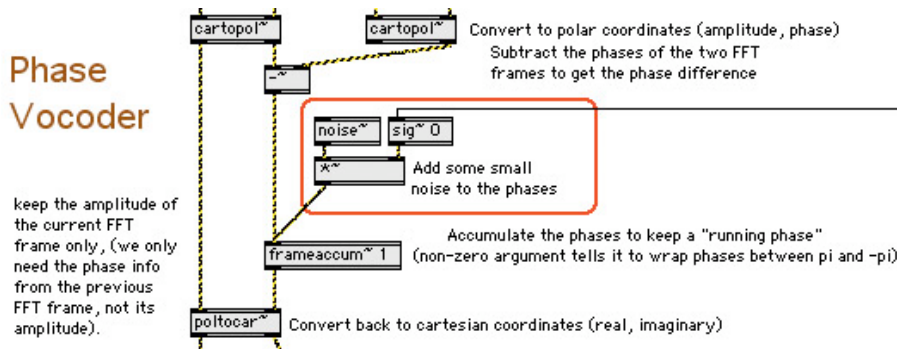 cartopol~
cartopol~
Convert to polar coordinates (amplitude, phase)
Subtract the phases of the two FFT
frames to get the phase difference
Phase
Vocoder
-~
noise~
sig~ 0
*~
Add some small
noise to the phases
keep the amplitude of
the current FFT
frame only, (we only
need the phase info
from the previous
FFT frame, not its
amplitude).
Accumulate the phases to keep a "running phase"
(non-zero argument tells it to wrap phases between pi and -pi)
frameaccum~ 1
poltocar~
Convert back to cartesian coordinates (real, imaginary)